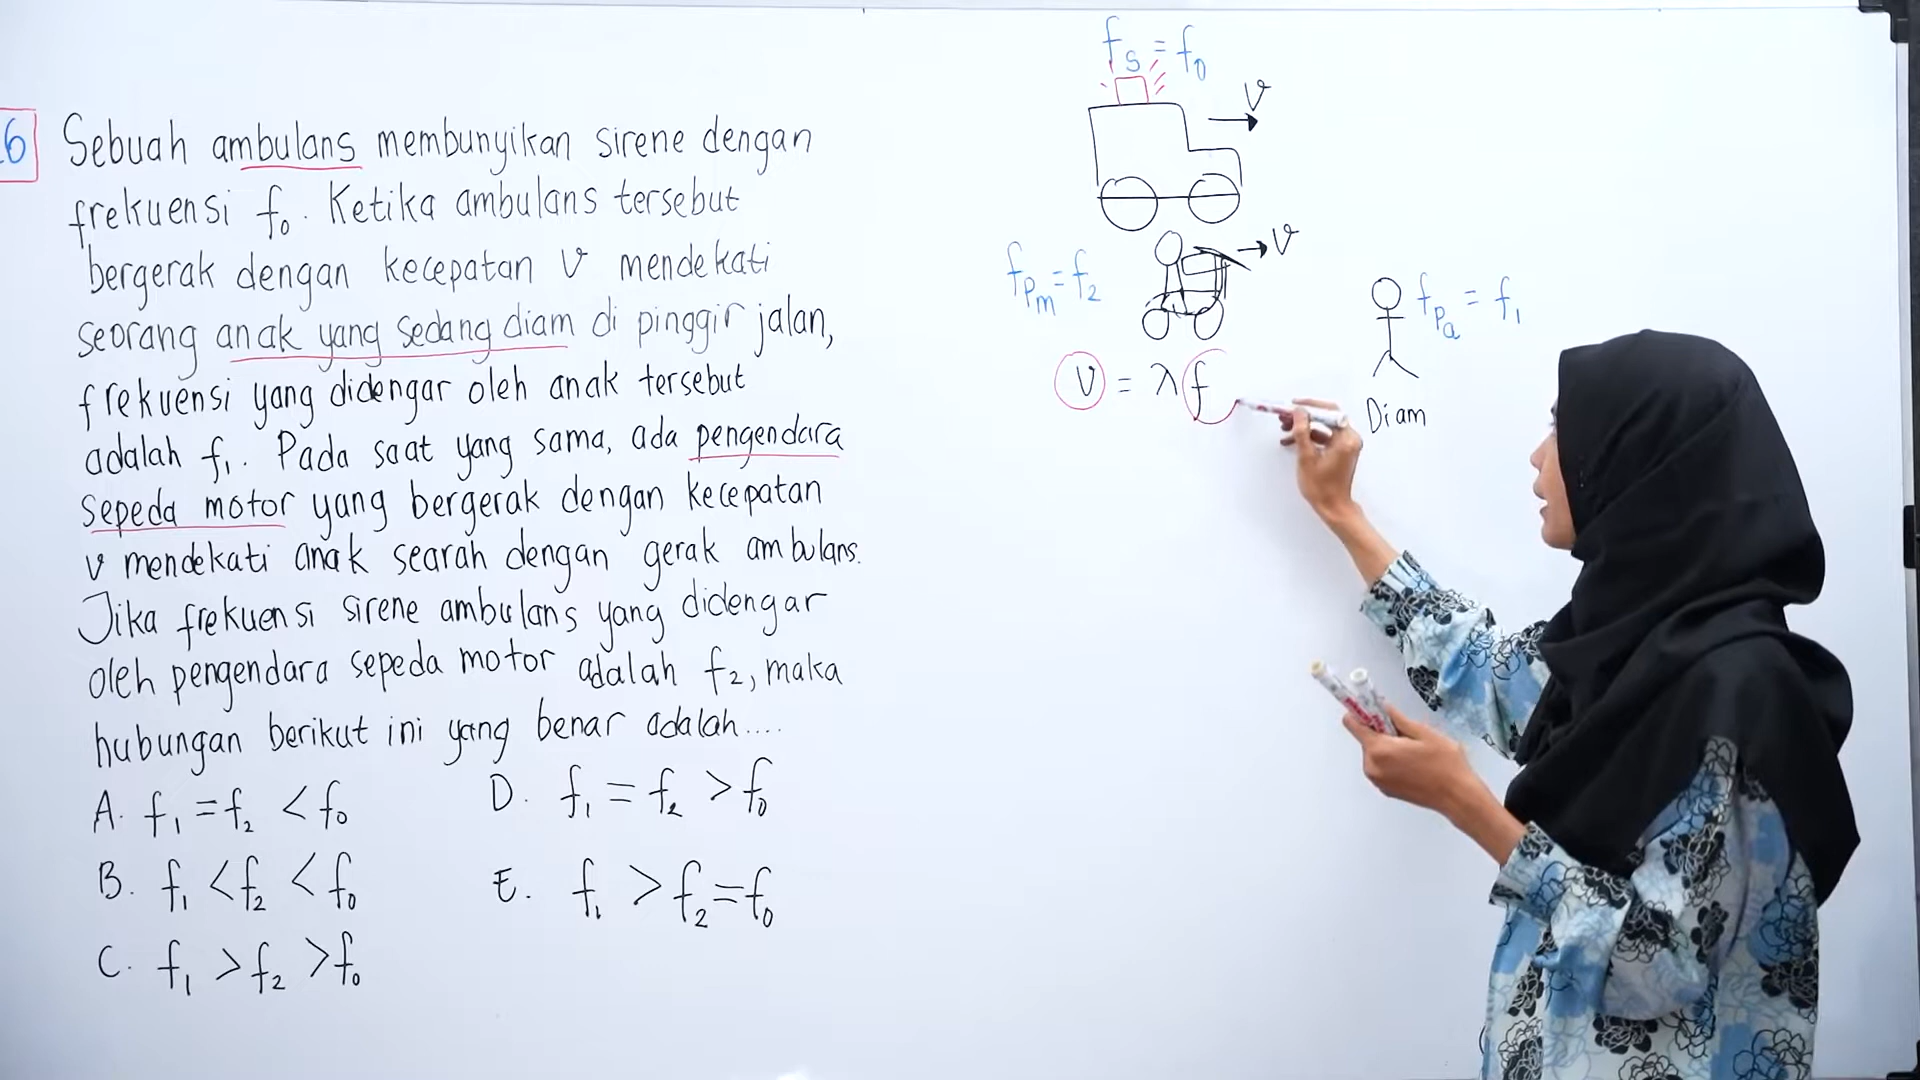 6
Sebuah ambulans membunyikan sirene dengan
frekuensi f₀. Ketika ambulans tersebut
bergerak dengan kecepatan v mendekati
seorang anak yang sedang diam di pinggir jalan,
frekuensi yang didengar oleh anak tersebut
adalah f₁. Pada saat yang sama, ada pengendara
sepeda motor yang bergerak dengan kecepatan
v mendekati anak searah dengan gerak ambulans.
Jika frekuensi sirene ambulans yang didengar
oleh pengendara sepeda motor adalah f₂, maka
hubungan berikut ini yang benar adalah....
A. f₁ = f₂ < f₀
B. f₁ < f₂ < f₀
C. f₁ > f₂ > f₀
D. f₁ = f₂ > f₀
E. f₁ > f₂ = f₀
fs = f₀
v
v
fPm = f₂
fPa = f₁
Diam
v = λ f